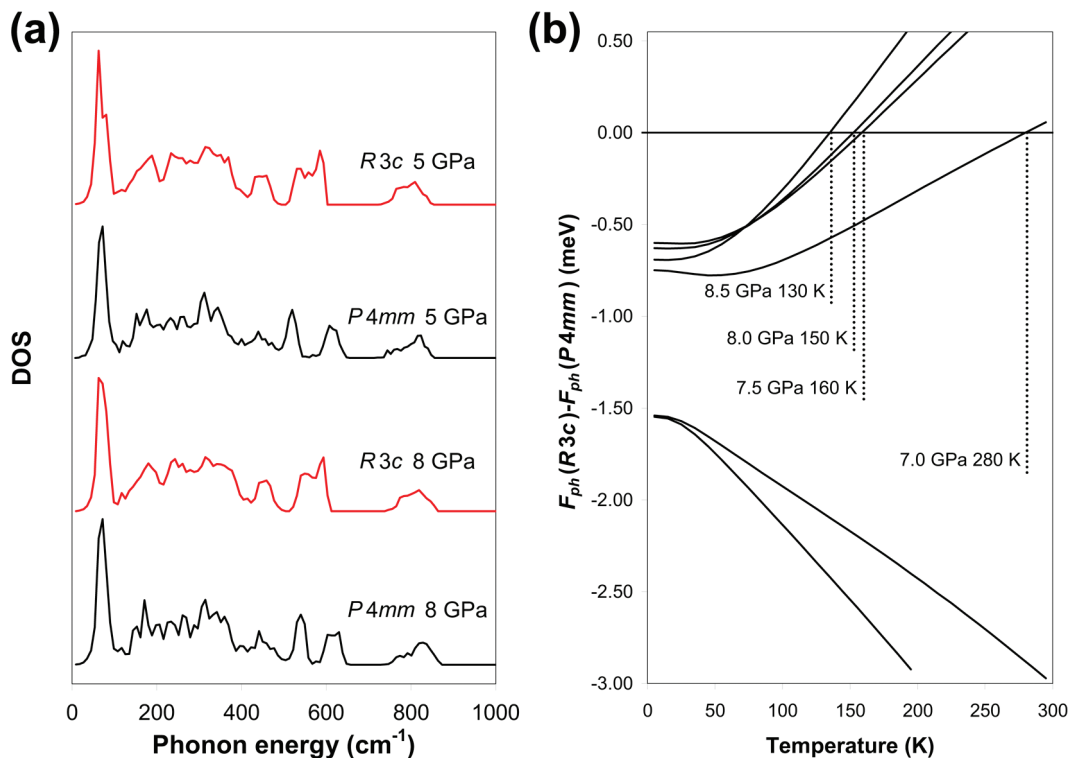 (a)
R3c 5 GPa
P4mm 5 GPa
R3c 8 GPa
P4mm 8 GPa
DOS
0 200 400 600 800 1000
Phonon energy (cm-1)
(b)
0.50
0.00
-0.50
-1.00
-1.50
-2.00
-2.50
-3.00
Fph(R3c)-Fph(P4mm) (meV)
8.5 GPa 130 K
8.0 GPa 150 K
7.5 GPa 160 K
7.0 GPa 280 K
0 50 100 150 200 250 300
Temperature (K)